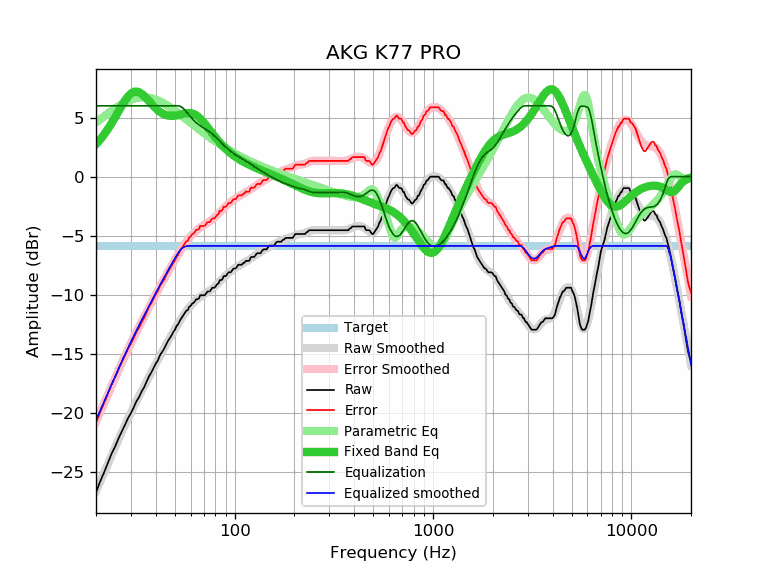 AKG K77 PRO
5
0
−5
−10
−15
−20
−25
Amplitude (dBr)
Target
Raw Smoothed
Error Smoothed
Raw
Error
Parametric Eq
Fixed Band Eq
Equalization
Equalized smoothed
100
1000
10000
Frequency (Hz)